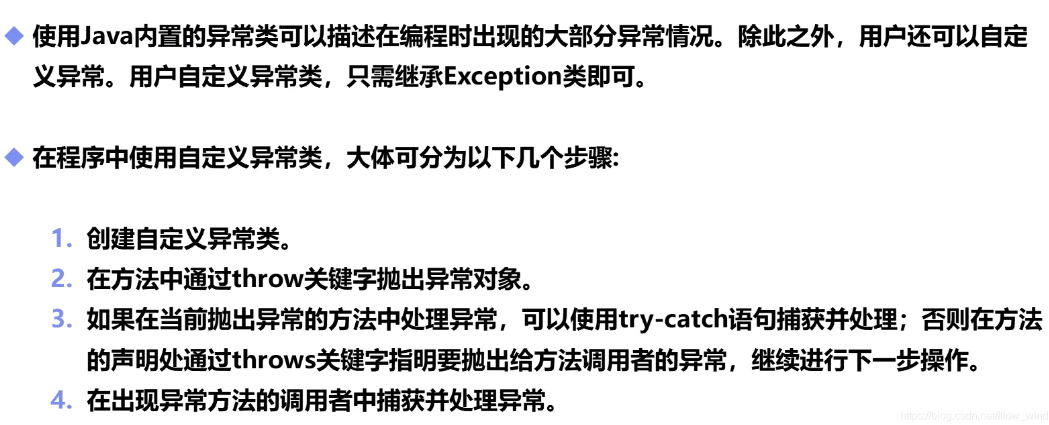 使用Java内置的异常类可以描述在编程时出现的大部分异常情况。除此之外，用户还可以自定
义异常。用户自定义异常类，只需继承Exception类即可。
在程序中使用自定义异常类，大体可分为以下几个步骤:
1. 创建自定义异常类。
2. 在方法中通过throw关键字抛出异常对象。
3. 如果在当前抛出异常的方法中处理异常，可以使用try-catch语句捕获并处理；否则在方法
的声明处通过throws关键字指明要抛出给方法调用者的异常，继续进行下一步操作。
4. 在出现异常方法的调用者中捕获并处理异常。